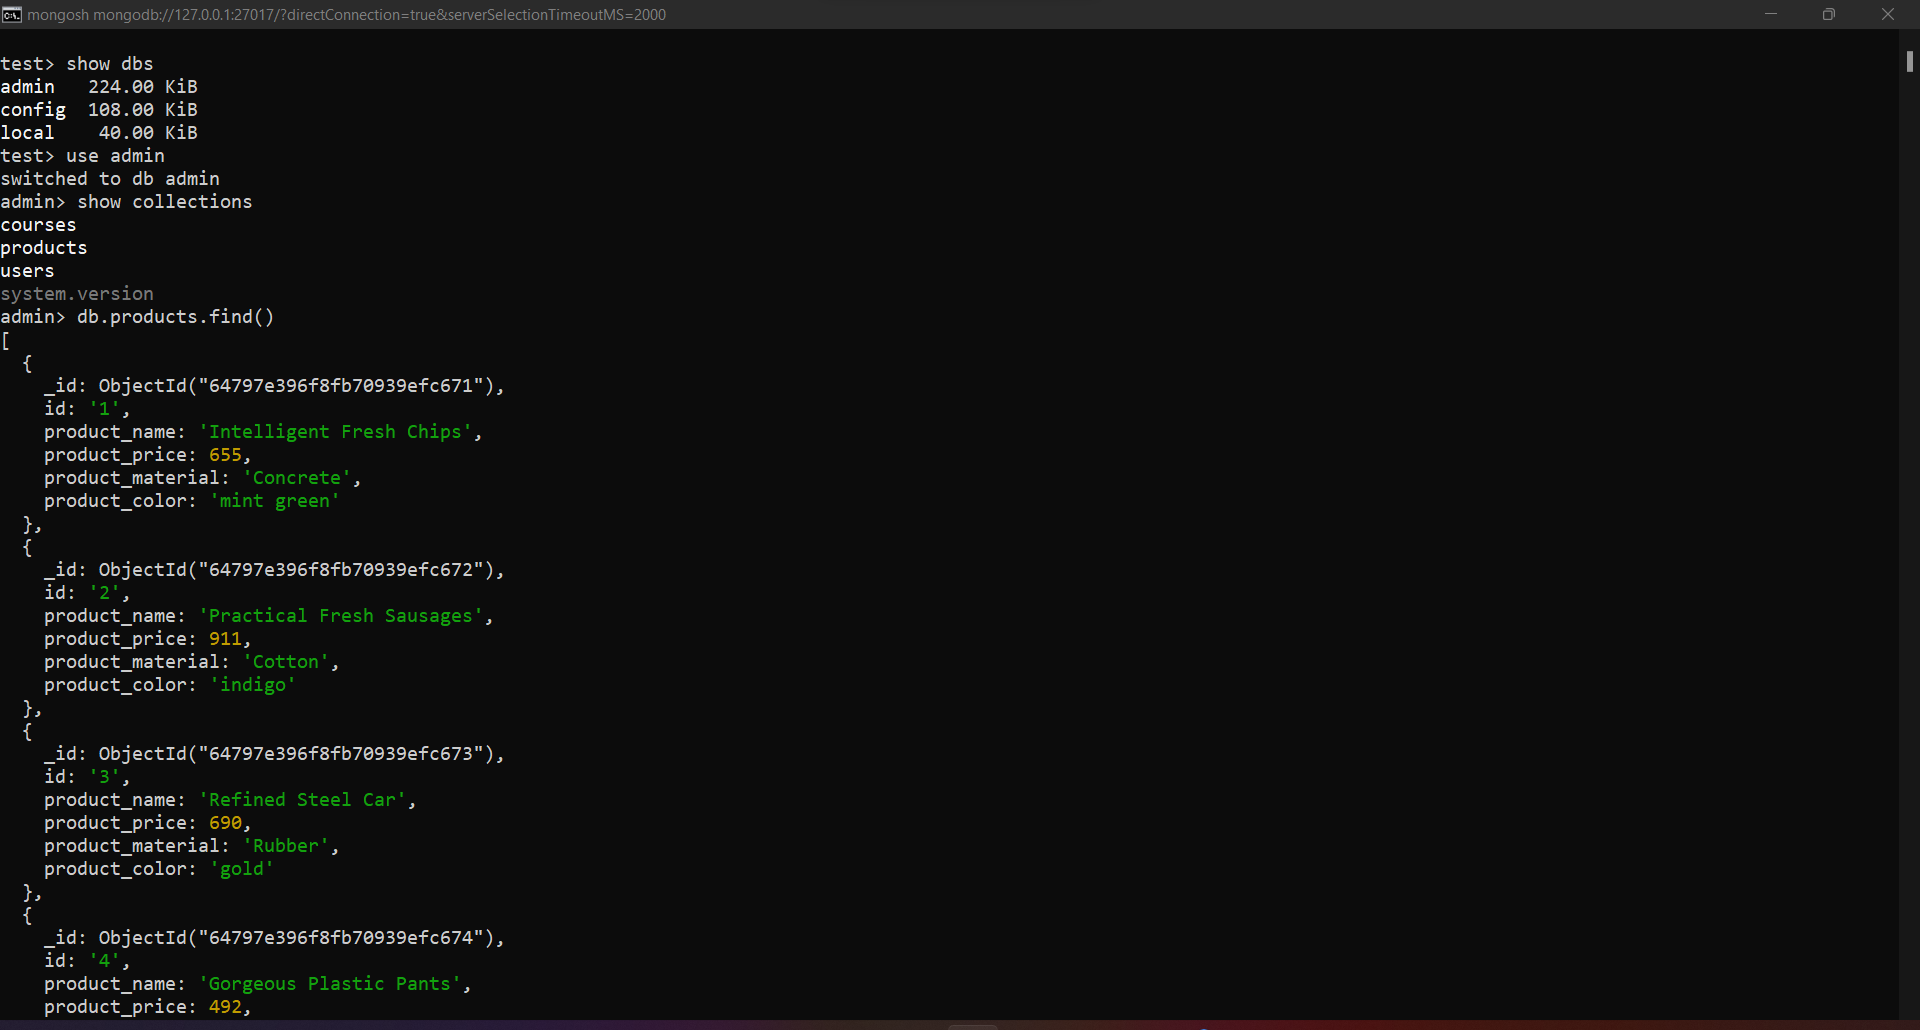 mongosh mongodb://127.0.0.1:27017/?directConnection=true&serverSelectionTimeoutMS=2000
test> show dbs
admin   224.00 KiB
config  108.00 KiB
local    40.00 KiB
test> use admin
switched to db admin
admin> show collections
courses
products
users
system.version
admin> db.products.find()
[
  {
    _id: ObjectId("64797e396f8fb70939efc671"),
    id: '1',
    product_name: 'Intelligent Fresh Chips',
    product_price: 655,
    product_material: 'Concrete',
    product_color: 'mint green'
  },
  {
    _id: ObjectId("64797e396f8fb70939efc672"),
    id: '2',
    product_name: 'Practical Fresh Sausages',
    product_price: 911,
    product_material: 'Cotton',
    product_color: 'indigo'
  },
  {
    _id: ObjectId("64797e396f8fb70939efc673"),
    id: '3',
    product_name: 'Refined Steel Car',
    product_price: 690,
    product_material: 'Rubber',
    product_color: 'gold'
  },
  {
    _id: ObjectId("64797e396f8fb70939efc674"),
    id: '4',
    product_name: 'Gorgeous Plastic Pants',
    product_price: 492,